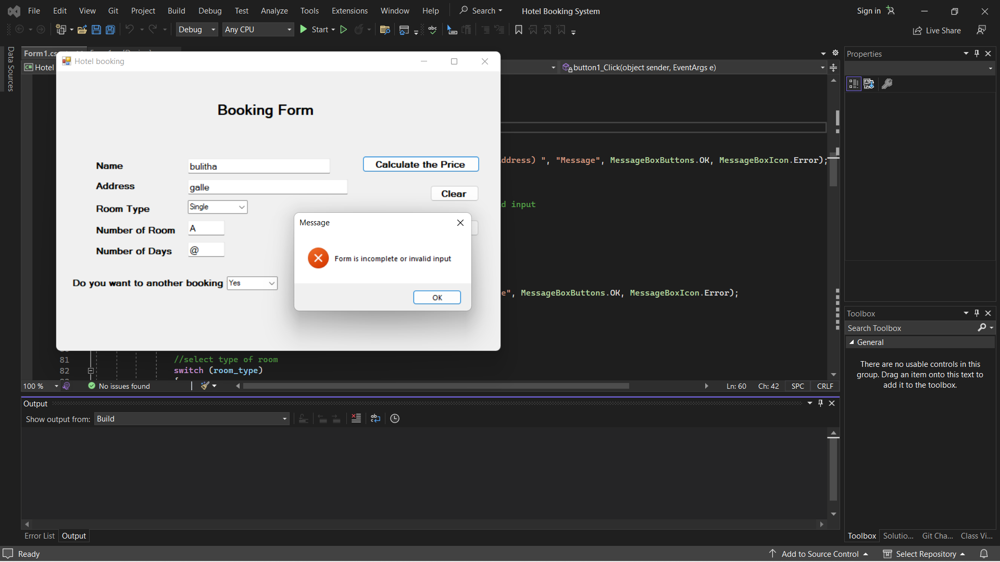 File Edit View Git Project Build Debug Test Analyze Tools Extensions Window Help Search Hotel Booking System Sign in
Debug Any CPU Start Live Share
Data Sources
Form1.cs
Hotel button1_Click(object sender, EventArgs e)
Hotel booking
Booking Form
Name bulitha Calculate the Price
Address galle Clear
Room Type Single
Number of Room A
Number of Days @
Do you want to another booking Yes
Message
Form is incomplete or invalid input
OK
ddress) ", "Message", MessageBoxButtons.OK, MessageBoxIcon.Error);
d input
e", MessageBoxButtons.OK, MessageBoxIcon.Error);
81 //select type of room
82 switch (room_type)
100 % No issues found Ln: 60 Ch: 42 SPC CRLF
Output
Show output from: Build
Error List Output
Properties
Toolbox
Search Toolbox
General
There are no usable controls in this
group. Drag an item onto this text to
add it to the toolbox.
Toolbox Solutio... Git Cha... Class Vi...
Ready Add to Source Control Select Repository